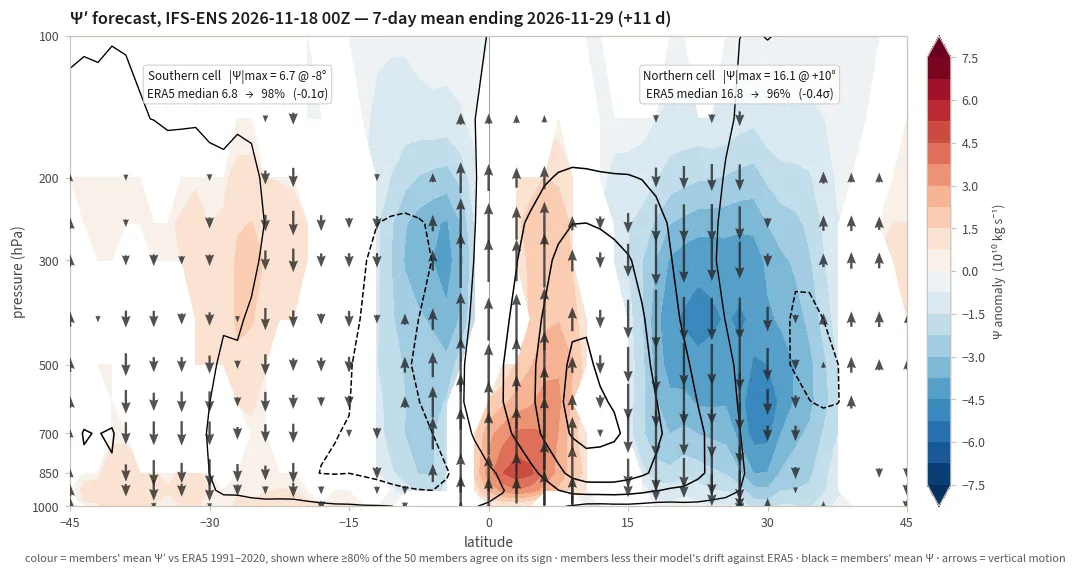 Ψ′ forecast, IFS-ENS 2026-11-18 00Z — 7-day mean ending 2026-11-29 (+11 d)
Southern cell |Ψ|max = 6.7 @ -8°
ERA5 median 6.8 → 98% (-0.1σ)
Northern cell |Ψ|max = 16.1 @ +10°
ERA5 median 16.8 → 96% (-0.4σ)
pressure (hPa)
100
200
300
400
500
700
850
1000
−45
−30
−15
0
15
30
45
latitude
7.5
6.0
4.5
3.0
1.5
0.0
−1.5
−3.0
−4.5
−6.0
−7.5
Ψ anomaly (10¹⁰ kg s⁻¹)
colour = members' mean Ψ′ vs ERA5 1991–2020, shown where ≥80% of the 50 members agree on its sign · members less their model's drift against ERA5 · black = members' mean Ψ · arrows = vertical motion